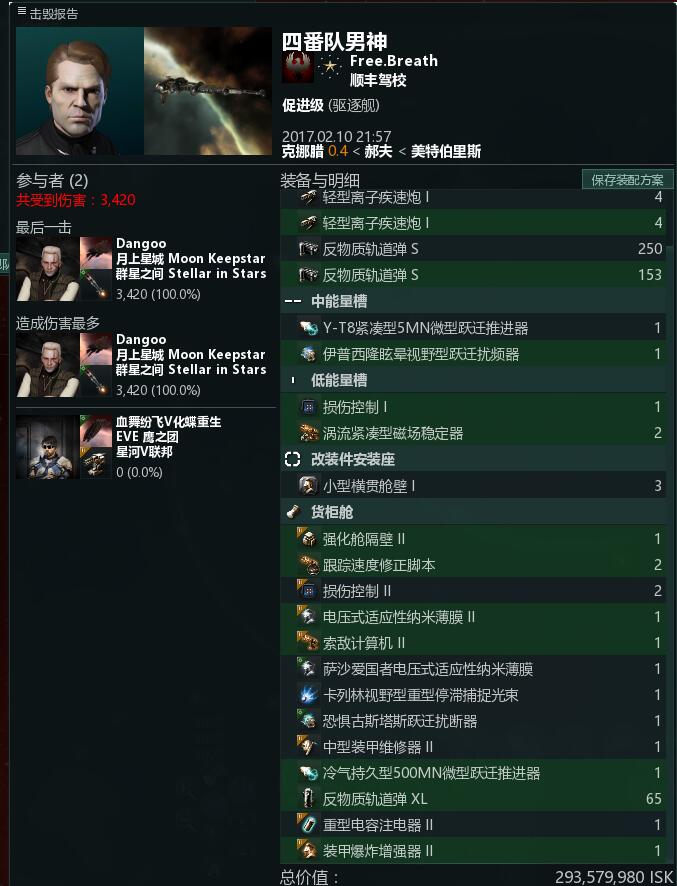 击毁报告
四番队男神
Free.Breath
顺丰驾校
促进级 (驱逐舰)
2017.02.10 21:57
克挪腊 0.4 < 郝夫 < 美特伯里斯
参与者 (2)
共受到伤害：3,420
最后一击
Dangoo
月上星城 Moon Keepstar
群星之间 Stellar in Stars
3,420 (100.0%)
造成伤害最多
Dangoo
月上星城 Moon Keepstar
群星之间 Stellar in Stars
3,420 (100.0%)
血舞纷飞V化蝶重生
EVE 鹰之团
星河V联邦
0 (0.0%)
装备与明细
保存装配方案
轻型离子疾速炮 I 4
轻型离子疾速炮 I 4
反物质轨道弹 S 250
反物质轨道弹 S 153
中能量槽
Y-T8紧凑型5MN微型跃迁推进器 1
伊普西隆眩晕视野型跃迁扰频器 1
低能量槽
损伤控制 I 1
涡流紧凑型磁场稳定器 2
改装件安装座
小型横贯舱壁 I 3
货柜舱
强化舱隔壁 II 1
跟踪速度修正脚本 2
损伤控制 II 2
电压式适应性纳米薄膜 II 1
索敌计算机 II 1
萨沙爱国者电压式适应性纳米薄膜 1
卡列林视野型重型停滞捕捉光束 1
恐惧古斯塔斯跃迁扰断器 1
中型装甲维修器 II 1
冷气持久型500MN微型跃迁推进器 1
反物质轨道弹 XL 65
重型电容注电器 II 1
装甲爆炸增强器 II 1
总价值： 293,579,980 ISK